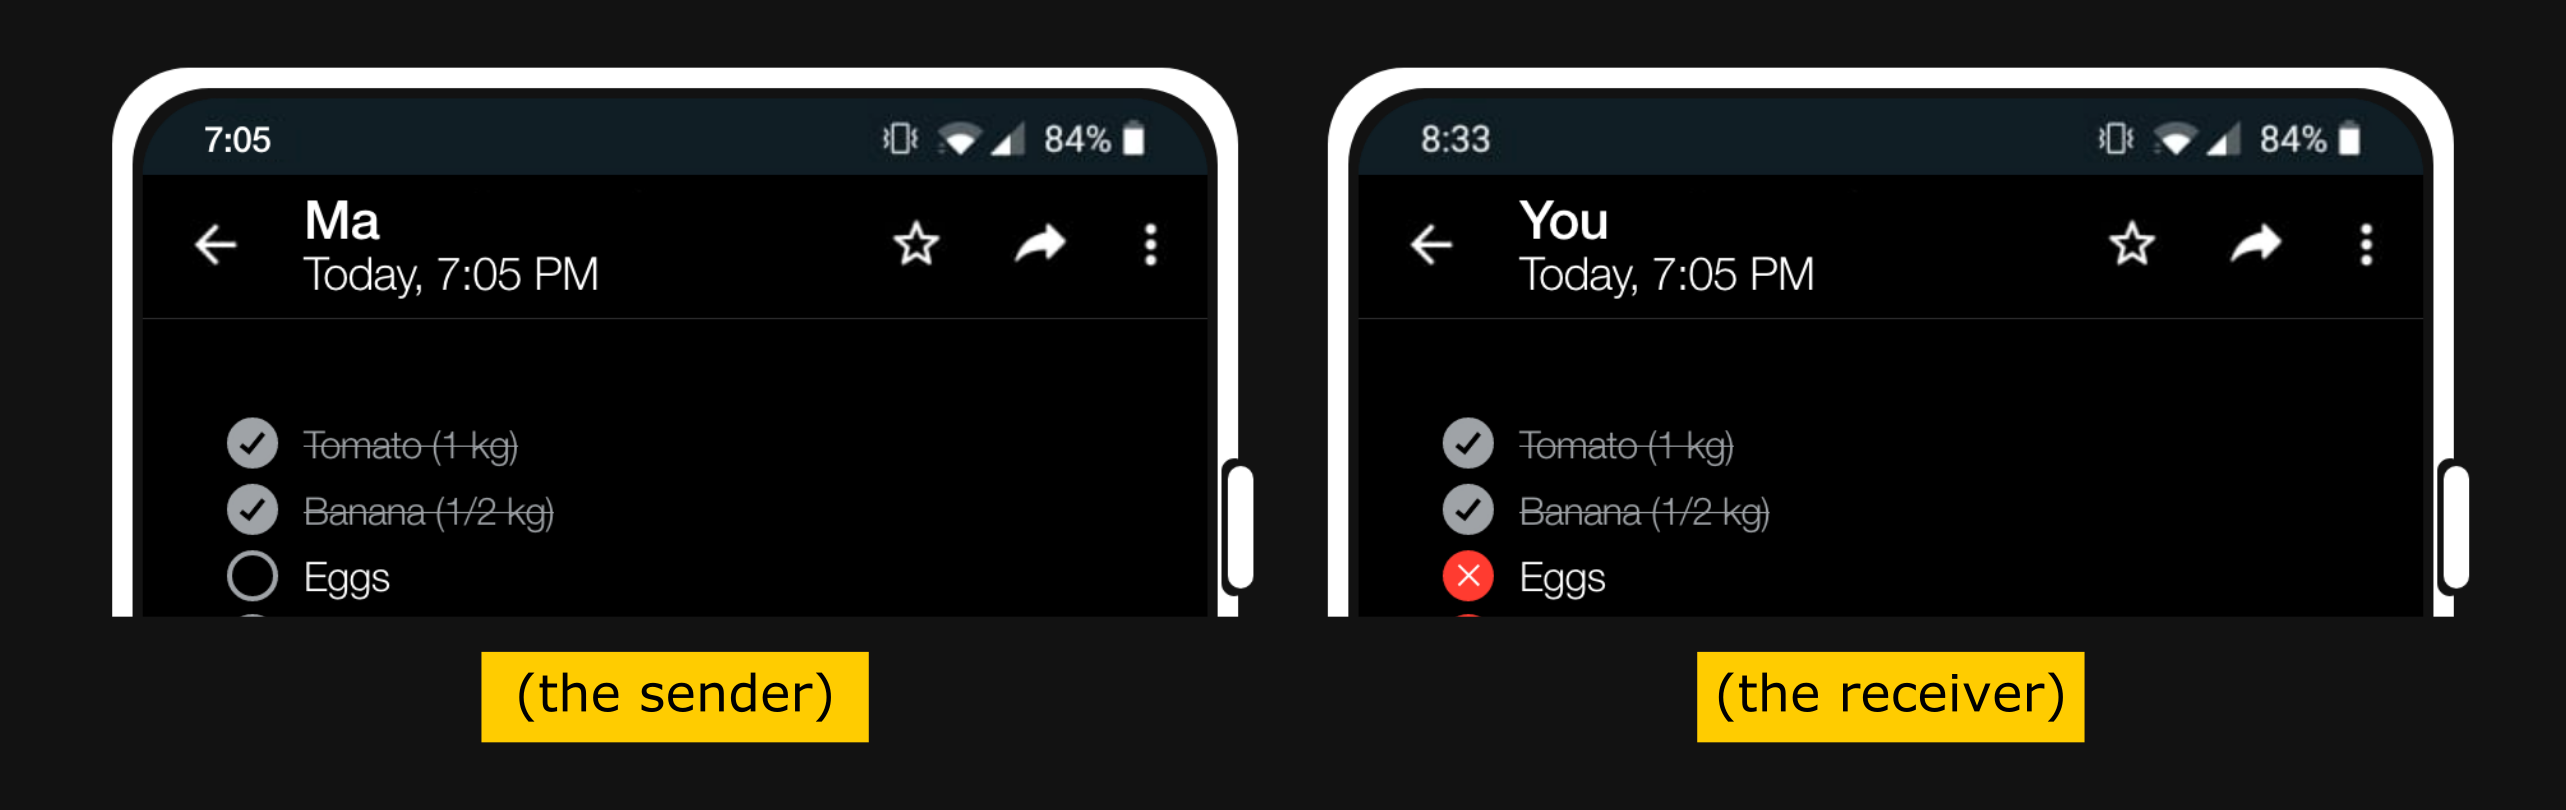 7:05 84%
Ma
Today, 7:05 PM
Tomato (1 kg)
Banana (1/2 kg)
Eggs
(the sender)
8:33 84%
You
Today, 7:05 PM
Tomato (1 kg)
Banana (1/2 kg)
Eggs
(the receiver)